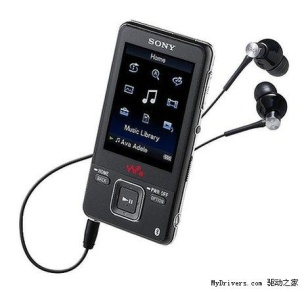 SONY
Home
Music Library
♪ Ava Adele
HOME
BACK
PWR OFF
OPTION
MyDrivers.com 驱动之家